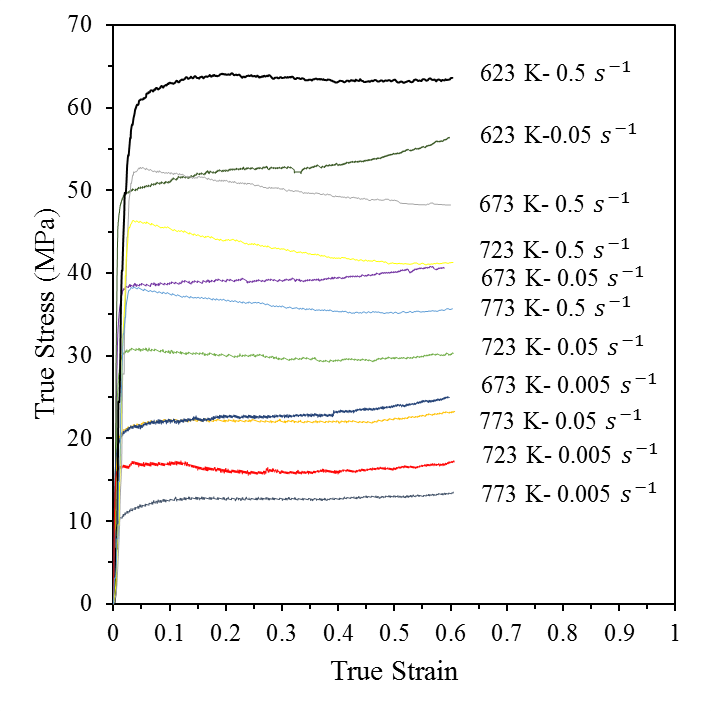 70
60
50
40
30
20
10
0
True Stress (MPa)
623 K- 0.5 s⁻¹
623 K-0.05 s⁻¹
673 K- 0.5 s⁻¹
723 K- 0.5 s⁻¹
673 K- 0.05 s⁻¹
773 K- 0.5 s⁻¹
723 K- 0.05 s⁻¹
673 K- 0.005 s⁻¹
773 K- 0.05 s⁻¹
723 K- 0.005 s⁻¹
773 K- 0.005 s⁻¹
0 0.1 0.2 0.3 0.4 0.5 0.6 0.7 0.8 0.9 1
True Strain